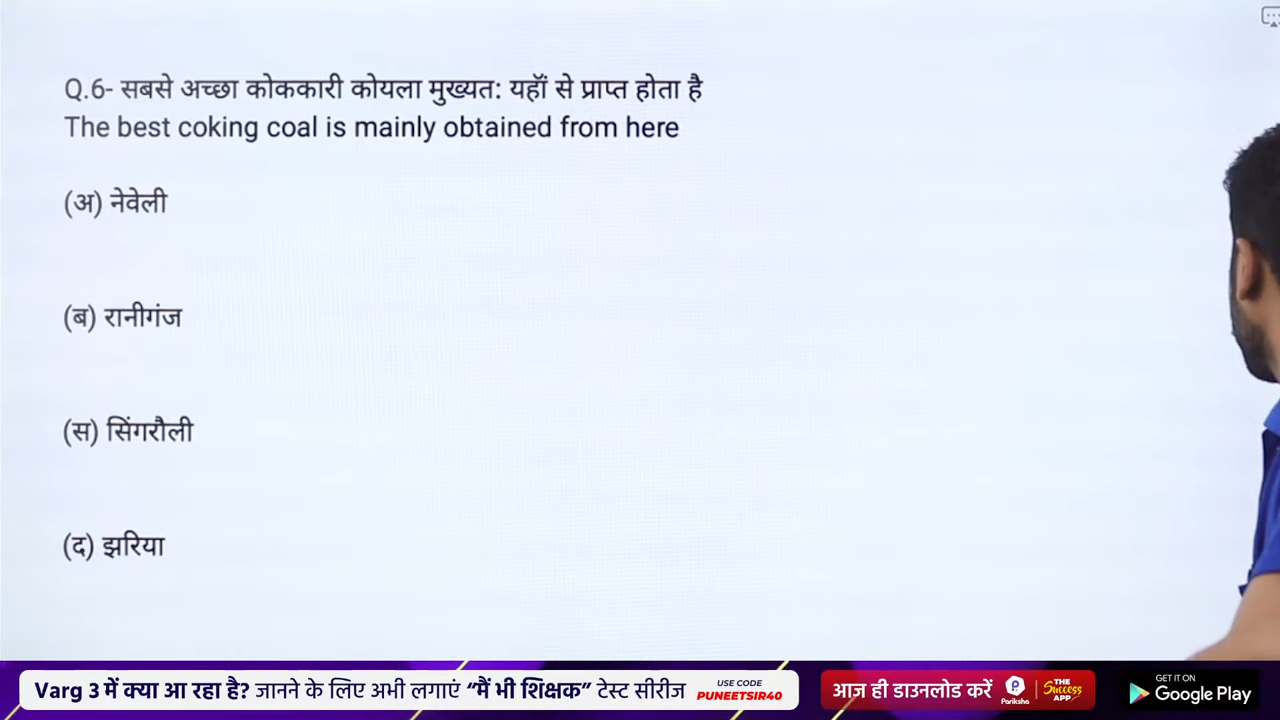 Q.6- सबसे अच्छा कोककारी कोयला मुख्यत: यहॉं से प्राप्त होता है
The best coking coal is mainly obtained from here
(अ) नेवेली
(ब) रानीगंज
(स) सिंगरौली
(द) झरिया
Varg 3 में क्या आ रहा है? जानने के लिए अभी लगाएं “मैं भी शिक्षक” टेस्ट सीरीज
USE CODE
PUNEETSIR40
आज ही डाउनलोड करें
Pariksha
THE
Success
APP
GET IT ON
Google Play